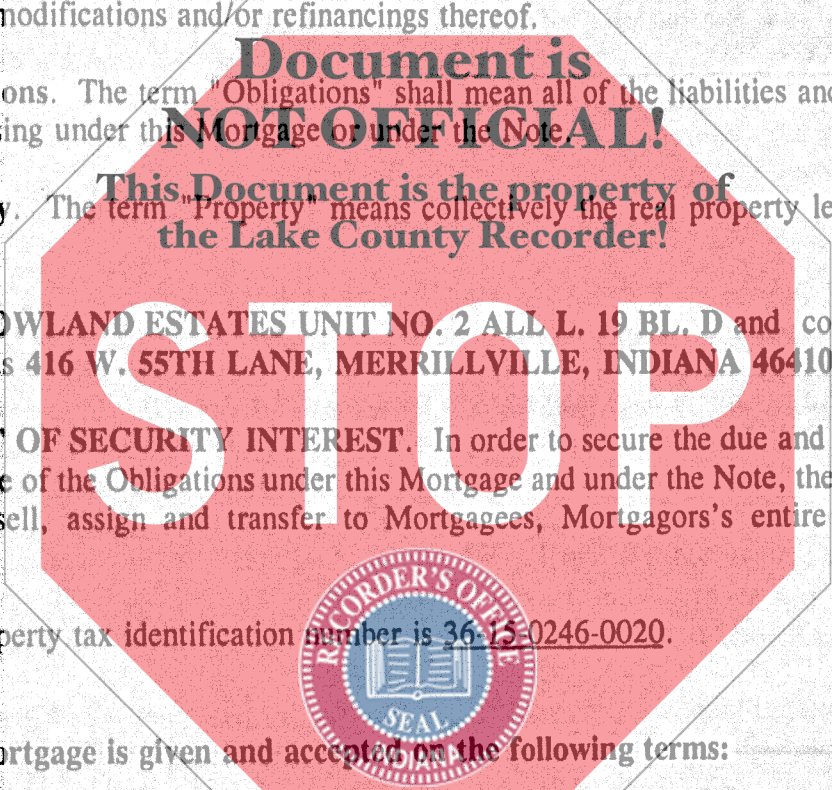 modifications and/or refinancings thereof.
Document is
ons. The term "Obligations" shall mean all of the liabilities and
NOT OFFICIAL!
ing under this Mortgage or under the Note.
This Document is the property of
y. The term "Property" means collectively the real property le
the Lake County Recorder!
OWLAND ESTATES UNIT NO. 2 ALL L. 19 BL. D and co
s 416 W. 55TH LANE, MERRILLVILLE, INDIANA 46410
STOP
OF SECURITY INTEREST. In order to secure the due and
e of the Obligations under this Mortgage and under the Note, the
sell, assign and transfer to Mortgagees, Mortgagors's entire
RECORDER'S OFFICE
perty tax identification number is 36-15-0246-0020.
SEAL
ortgage is given and accepted on the following terms:
INDIANA